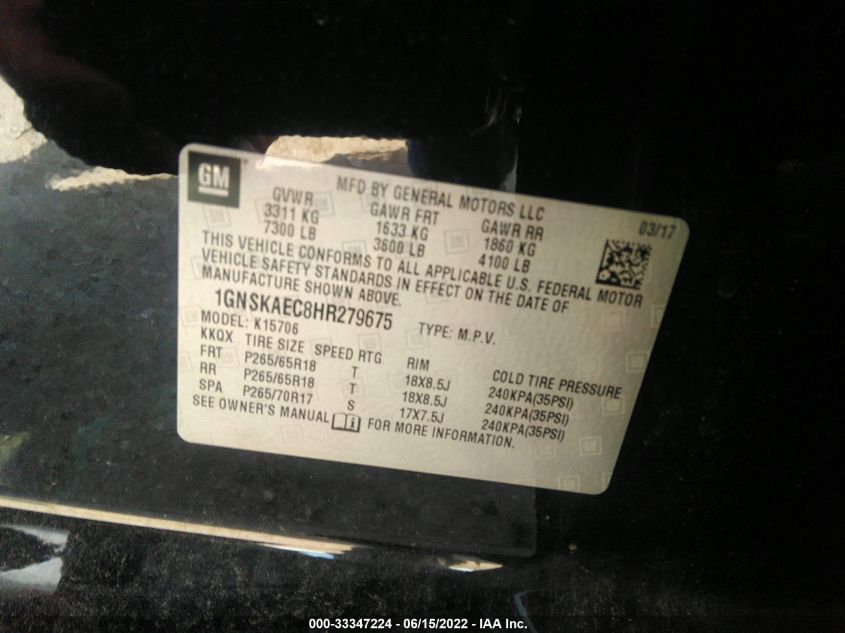 GM
MFD BY GENERAL MOTORS LLC
03/17
GVWR GAWR FRT GAWR RR
3311 KG 1633 KG 1860 KG
7300 LB 3600 LB 4100 LB
THIS VEHICLE CONFORMS TO ALL APPLICABLE U.S. FEDERAL MOTOR
VEHICLE SAFETY STANDARDS IN EFFECT ON THE DATE OF
MANUFACTURE SHOWN ABOVE.
1GNSKAEC8HR279675 TYPE: M.P.V.
MODEL: K15706
KKQX TIRE SIZE SPEED RTG RIM COLD TIRE PRESSURE
FRT P265/65R18 T 18X8.5J 240KPA(35PSI)
RR P265/65R18 T 18X8.5J 240KPA(35PSI)
SPA P265/70R17 S 17X7.5J 240KPA(35PSI)
SEE OWNER'S MANUAL FOR MORE INFORMATION.
000-33347224 - 06/15/2022 - IAA Inc.